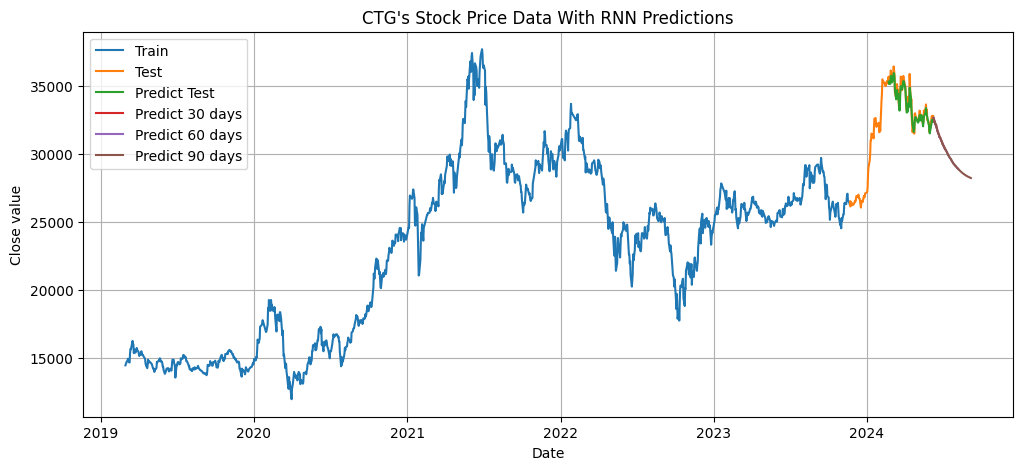 CTG's Stock Price Data With RNN Predictions
Train
Test
Predict Test
Predict 30 days
Predict 60 days
Predict 90 days
Close value
35000
30000
25000
20000
15000
2019 2020 2021 2022 2023 2024
Date